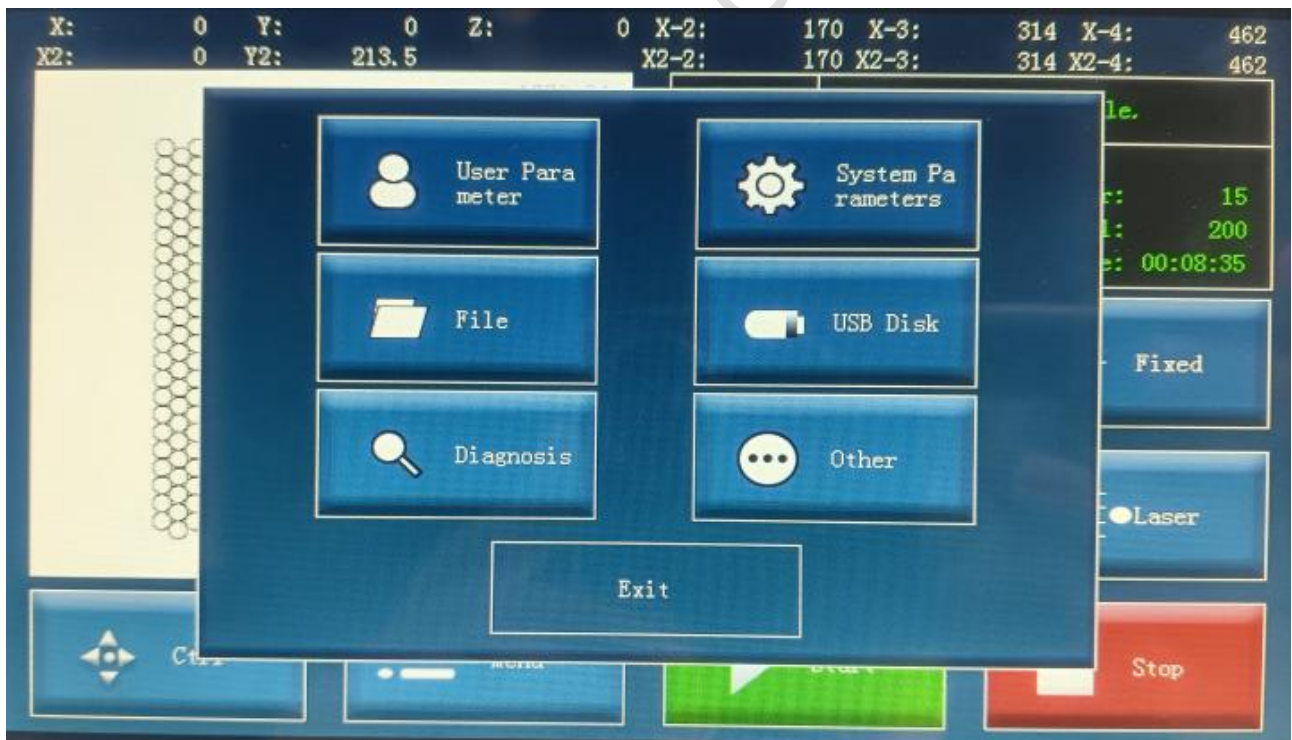 X: 0 Y: 0 Z: 0 X-2: 170 X-3: 314 X-4: 462
X2: 0 Y2: 213.5 X2-2: 170 X2-3: 314 X2-4: 462
User Para
meter
System Pa
rameters
15
200
00:08:35
File
USB Disk
Fixed
Diagnosis
Other
Laser
Exit
Stop